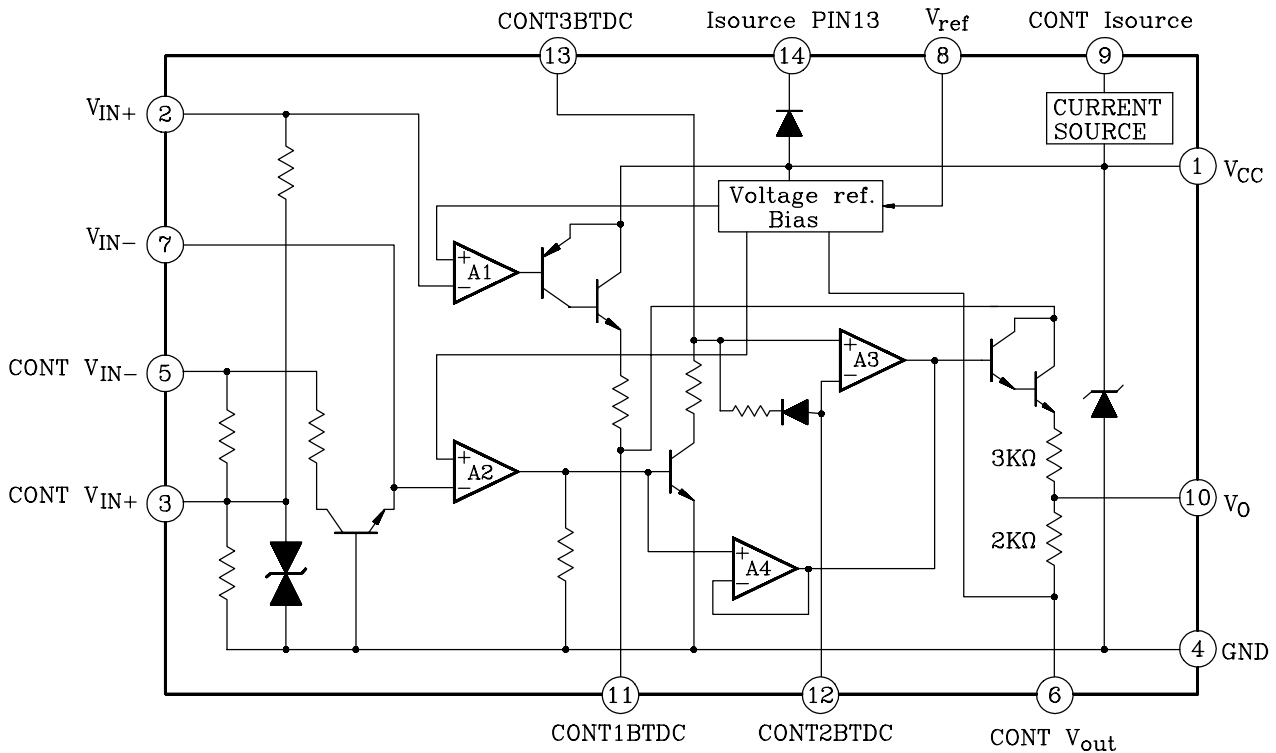 CONT3BTDC
Isource PIN13
Vref
CONT Isource
13
14
8
9
VIN+
2
CURRENT
SOURCE
1
VCC
Voltage ref.
Bias
VIN−
7
+
A1
−
CONT VIN−
5
+
A3
−
+
A2
−
3KΩ
CONT VIN+
3
10
VO
2KΩ
+
A4
−
4
GND
11
12
6
CONT1BTDC
CONT2BTDC
CONT Vout